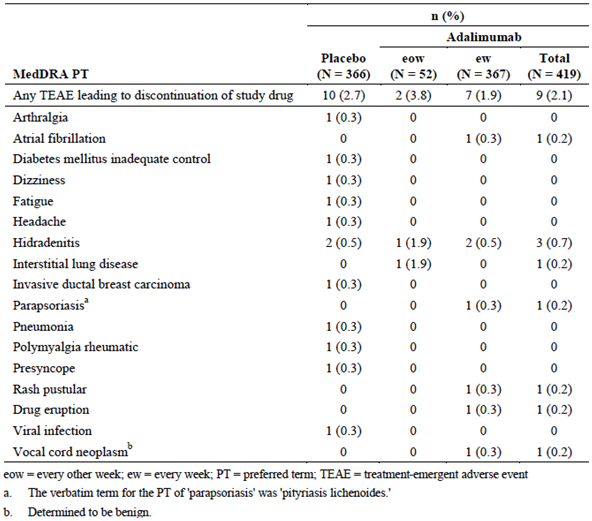 n (%)
Adalimumab
MedDRA PT Placebo (N = 366) eow (N = 52) ew (N = 367) Total (N = 419)
Any TEAE leading to discontinuation of study drug 10 (2.7) 2 (3.8) 7 (1.9) 9 (2.1)
Arthralgia 1 (0.3) 0 0 0
Atrial fibrillation 0 0 1 (0.3) 1 (0.2)
Diabetes mellitus inadequate control 1 (0.3) 0 0 0
Dizziness 1 (0.3) 0 0 0
Fatigue 1 (0.3) 0 0 0
Headache 1 (0.3) 0 0 0
Hidradenitis 2 (0.5) 1 (1.9) 2 (0.5) 3 (0.7)
Interstitial lung disease 0 1 (1.9) 0 1 (0.2)
Invasive ductal breast carcinoma 1 (0.3) 0 0 0
Parapsoriasis^a 0 0 1 (0.3) 1 (0.2)
Pneumonia 1 (0.3) 0 0 0
Polymyalgia rheumatic 1 (0.3) 0 0 0
Presyncope 1 (0.3) 0 0 0
Rash pustular 0 0 1 (0.3) 1 (0.2)
Drug eruption 0 0 1 (0.3) 1 (0.2)
Viral infection 1 (0.3) 0 0 0
Vocal cord neoplasm^b 0 0 1 (0.3) 1 (0.2)
eow = every other week; ew = every week; PT = preferred term; TEAE = treatment-emergent adverse event
a. The verbatim term for the PT of 'parapsoriasis' was 'pityriasis lichenoides.'
b. Determined to be benign.